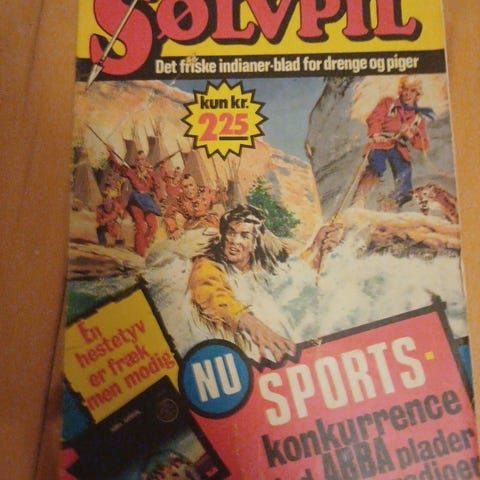 SØLVPIL
Det friske indianer-blad for drenge og piger
kun kr.
2.25
En
hestetyv
er fræk
men modig
NU
SPORTS-
konkurrence
ABBA plader